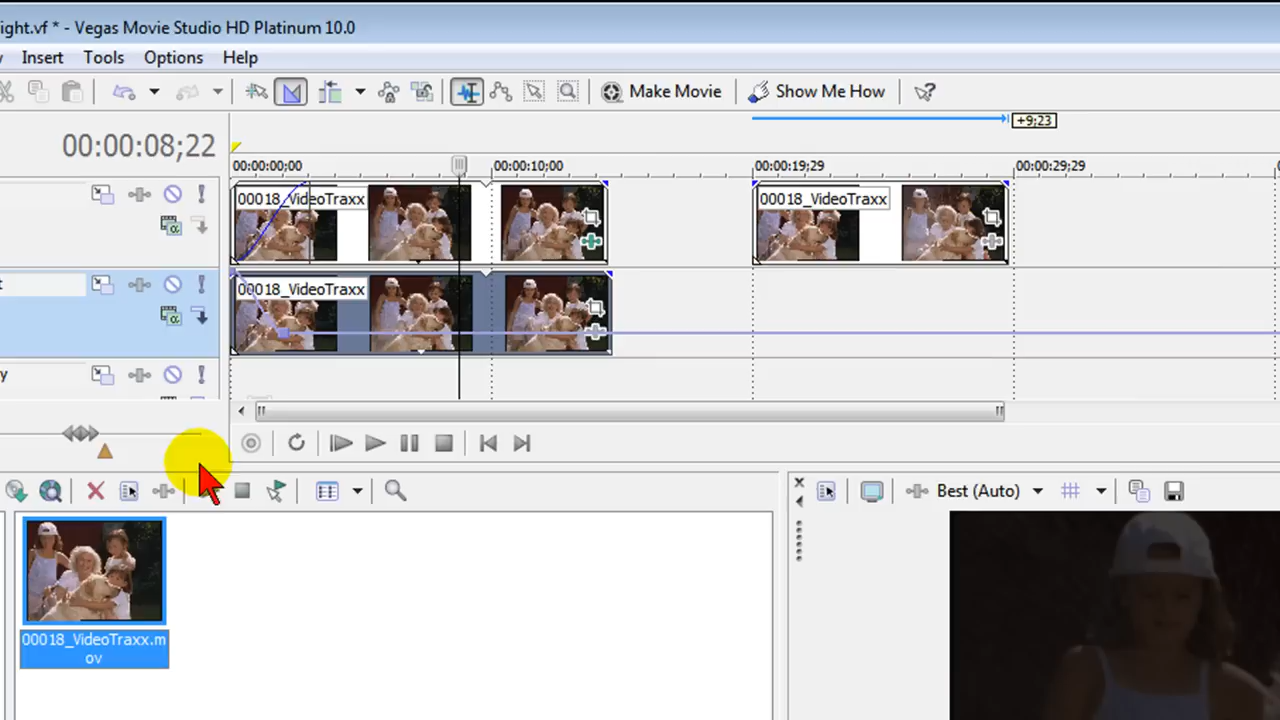 ight.vf * - Vegas Movie Studio HD Platinum 10.0
Insert Tools Options Help
Make Movie Show Me How
+9;23
00:00:08;22
00:00:00;00 00:00:10;00 00:00:19;29 00:00:29;29
00018_VideoTraxx 00018_VideoTraxx
t
00018_VideoTraxx
y
Best (Auto)
00018_VideoTraxx.m
ov